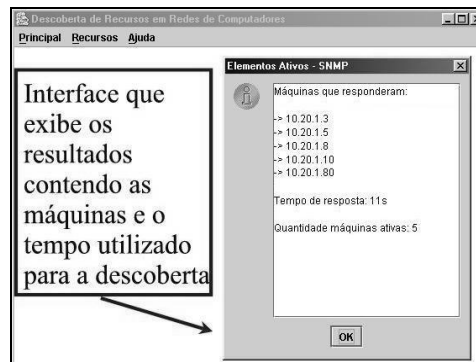 Descoberta de Recursos em Redes de Computadores
Principal Recursos Ajuda
Interface que
exibe os
resultados
contendo as
máquinas e o
tempo utilizado
para a descoberta
Elementos Ativos - SNMP
Máquinas que responderam:
-> 10.20.1.3
-> 10.20.1.5
-> 10.20.1.8
-> 10.20.1.10
-> 10.20.1.80
Tempo de resposta: 11s
Quantidade máquinas ativas: 5
OK